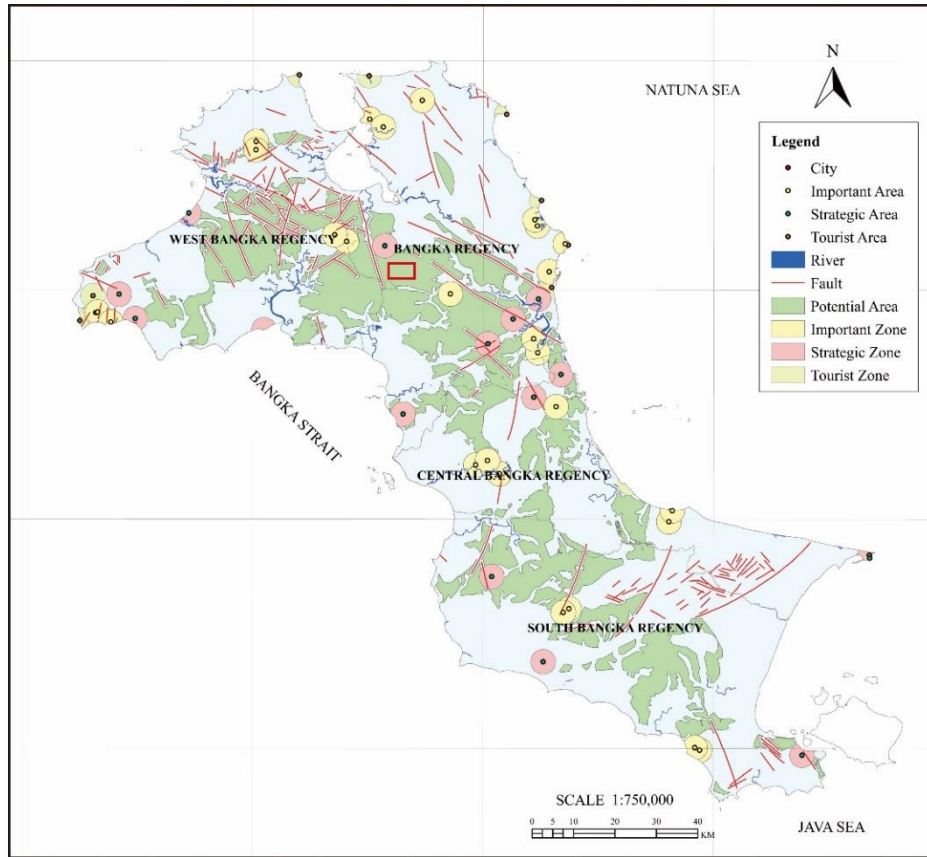 NATUNA SEA
N
Legend
City
Important Area
Strategic Area
Tourist Area
River
Fault
Potential Area
Important Zone
Strategic Zone
Tourist Zone
WEST BANGKA REGENCY
BANGKA REGENCY
BANGKA STRAIT
CENTRAL BANGKA REGENCY
SOUTH BANGKA REGENCY
SCALE 1:750,000
0 5 10 20 30 40
KM
JAVA SEA